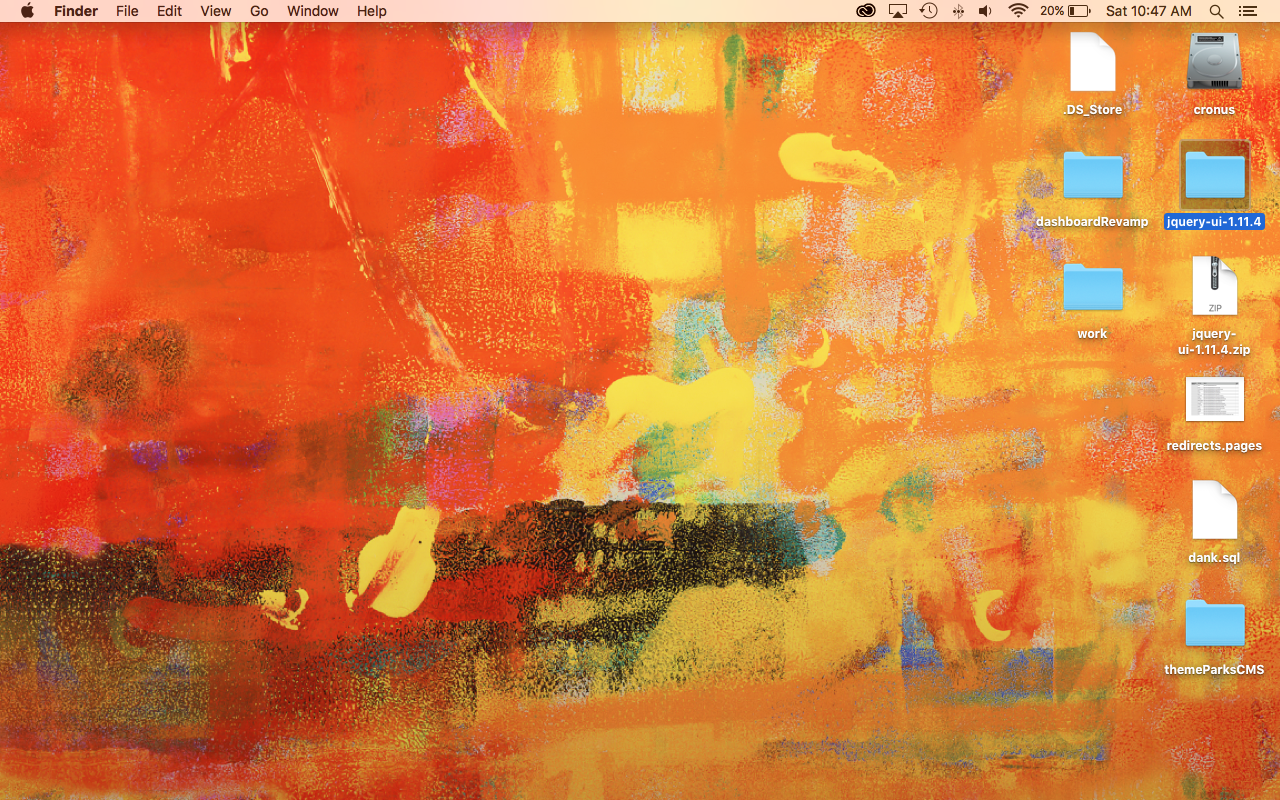 Finder File Edit View Go Window Help 20% Sat 10:47 AM
.DS_Store
cronus
dashboardRevamp
jquery-ui-1.11.4
work
ZIP
jquery-
ui-1.11.4.zip
redirects.pages
dank.sql
themeParksCMS